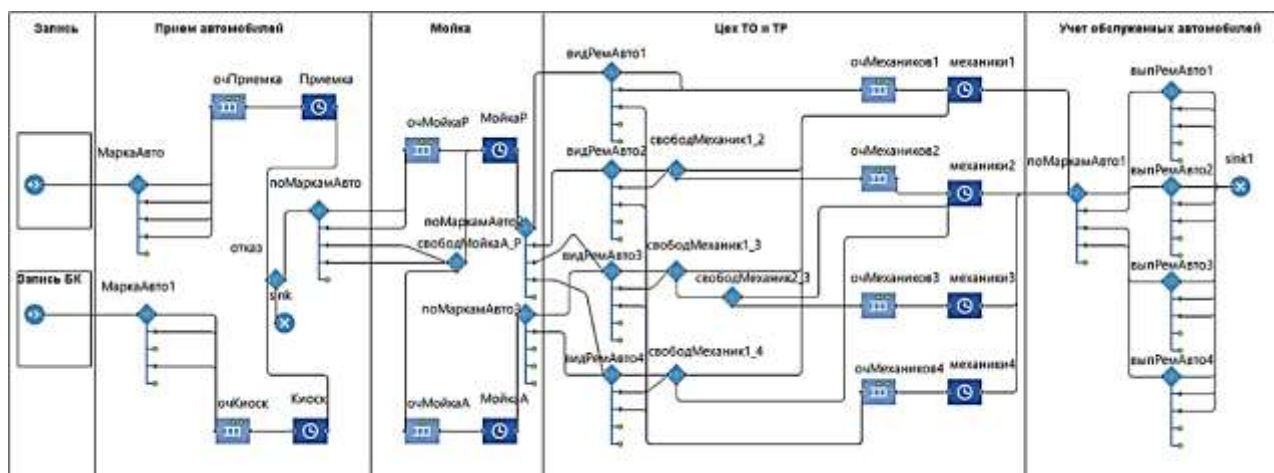 Запись
Прием автомобилей
Мойка
Цех ТО и ТР
Учет обслуженных автомобилей
видРемАвто1
очПриемка
Приемка
очМехаников1
механики1
выпРемАвто1
очМойкаР
МойкаР
свободМеханик1_2
МаркаАвто
видРемАвто2
очМехаников2
механики2
поМаркамАвто1
выпРемАвто2
sink1
поМаркамАвто
поМаркамАвто2
отказ
свободМойкаА_Р
видРемАвто3
свободМеханик1_3
Запись БК
МаркаАвто1
sink
свободМеханик2_3
очМехаников3
механики3
выпРемАвто3
поМаркамАвто3
видРемАвто4
свободМеханик1_4
очМехаников4
механики4
выпРемАвто4
очКиоск
Киоск
очМойкаА
МойкаА